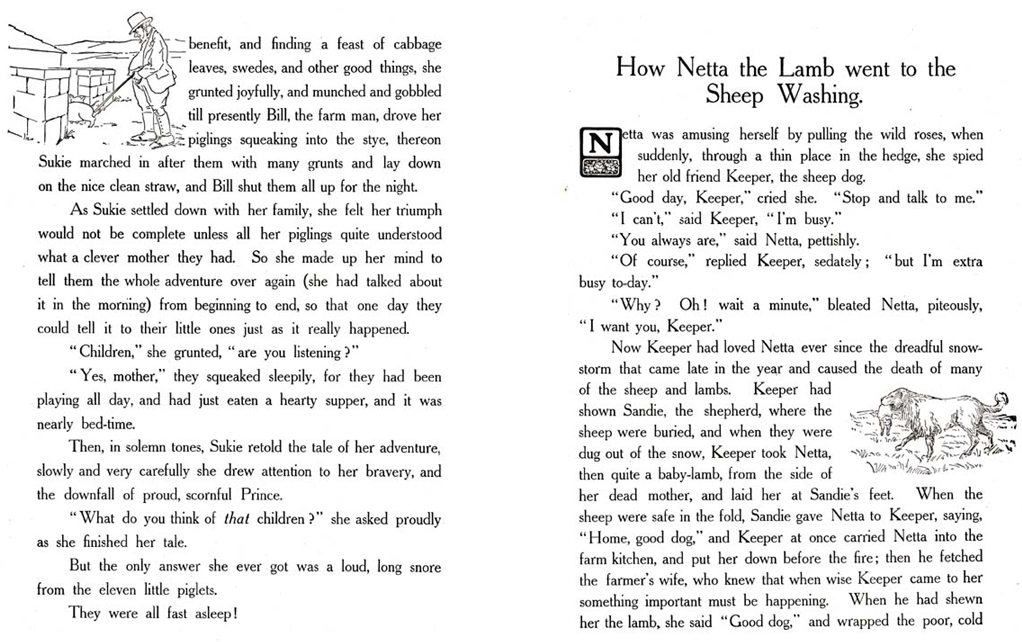 benefit, and finding a feast of cabbage
leaves, swedes, and other good things, she
grunted joyfully, and munched and gobbled
till presently Bill, the farm man, drove her
piglings squeaking into the stye, thereon
Sukie marched in after them with many grunts and lay down
on the nice clean straw, and Bill shut them all up for the night.
As Sukie settled down with her family, she felt her triumph
would not be complete unless all her piglings quite understood
what a clever mother they had. So she made up her mind to
tell them the whole adventure over again (she had talked about
it in the morning) from beginning to end, so that one day they
could tell it to their little ones just as it really happened.
"Children," she grunted, "are you listening?"
"Yes, mother," they squeaked sleepily, for they had been
playing all day, and had just eaten a hearty supper, and it was
nearly bed-time.
Then, in solemn tones, Sukie retold the tale of her adventure,
slowly and very carefully she drew attention to her bravery, and
the downfall of proud, scornful Prince.
"What do you think of that children?" she asked proudly
as she finished her tale.
But the only answer she ever got was a loud, long snore
from the eleven little piglets.
They were all fast asleep!
How Netta the Lamb went to the
Sheep Washing.
Netta was amusing herself by pulling the wild roses, when
suddenly, through a thin place in the hedge, she spied
her old friend Keeper, the sheep dog.
"Good day, Keeper," cried she. "Stop and talk to me."
"I can't," said Keeper, "I'm busy."
"You always are," said Netta, pettishly.
"Of course," replied Keeper, sedately; "but I'm extra
busy to-day."
"Why? Oh! wait a minute," bleated Netta, piteously,
"I want you, Keeper."
Now Keeper had loved Netta ever since the dreadful snow-
storm that came late in the year and caused the death of many
of the sheep and lambs. Keeper had
shown Sandie, the shepherd, where the
sheep were buried, and when they were
dug out of the snow, Keeper took Netta,
then quite a baby-lamb, from the side of
her dead mother, and laid her at Sandie's feet. When the
sheep were safe in the fold, Sandie gave Netta to Keeper, saying,
"Home, good dog," and Keeper at once carried Netta into the
farm kitchen, and put her down before the fire; then he fetched
the farmer's wife, who knew that when wise Keeper came to her
something important must be happening. When he had shewn
her the lamb, she said "Good dog," and wrapped the poor, cold